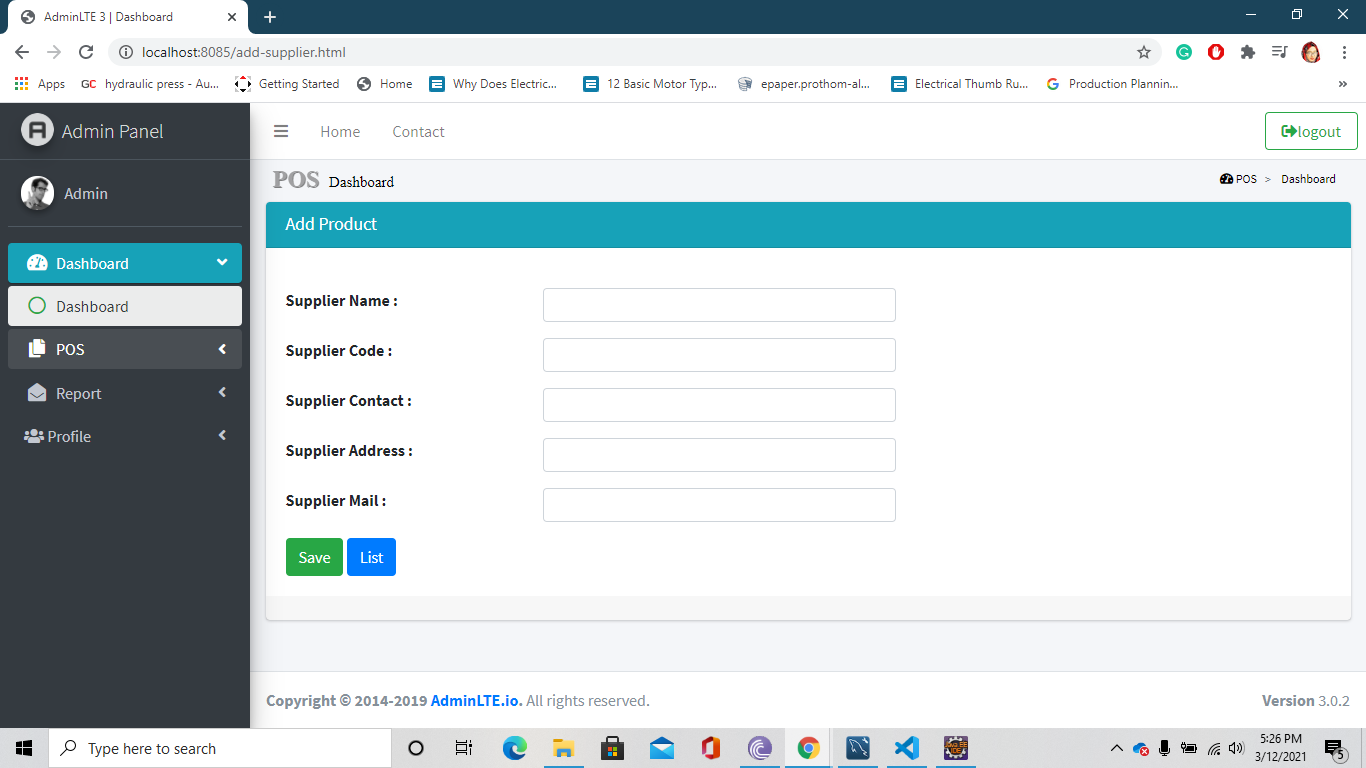 AdminLTE 3 | Dashboard
localhost:8085/add-supplier.html
Apps GC hydraulic press - Au... Getting Started Home Why Does Electric... 12 Basic Motor Typ... epaper.prothom-al... Electrical Thumb Ru... Production Plannin... »
Admin Panel
Home Contact logout
POS Dashboard
POS > Dashboard
Admin
Add Product
Dashboard
Dashboard
POS
Report
Profile
Supplier Name :
Supplier Code :
Supplier Contact :
Supplier Address :
Supplier Mail :
Save List
Copyright © 2014-2019 AdminLTE.io. All rights reserved.
Version 3.0.2
Type here to search
5:26 PM
3/12/2021
5